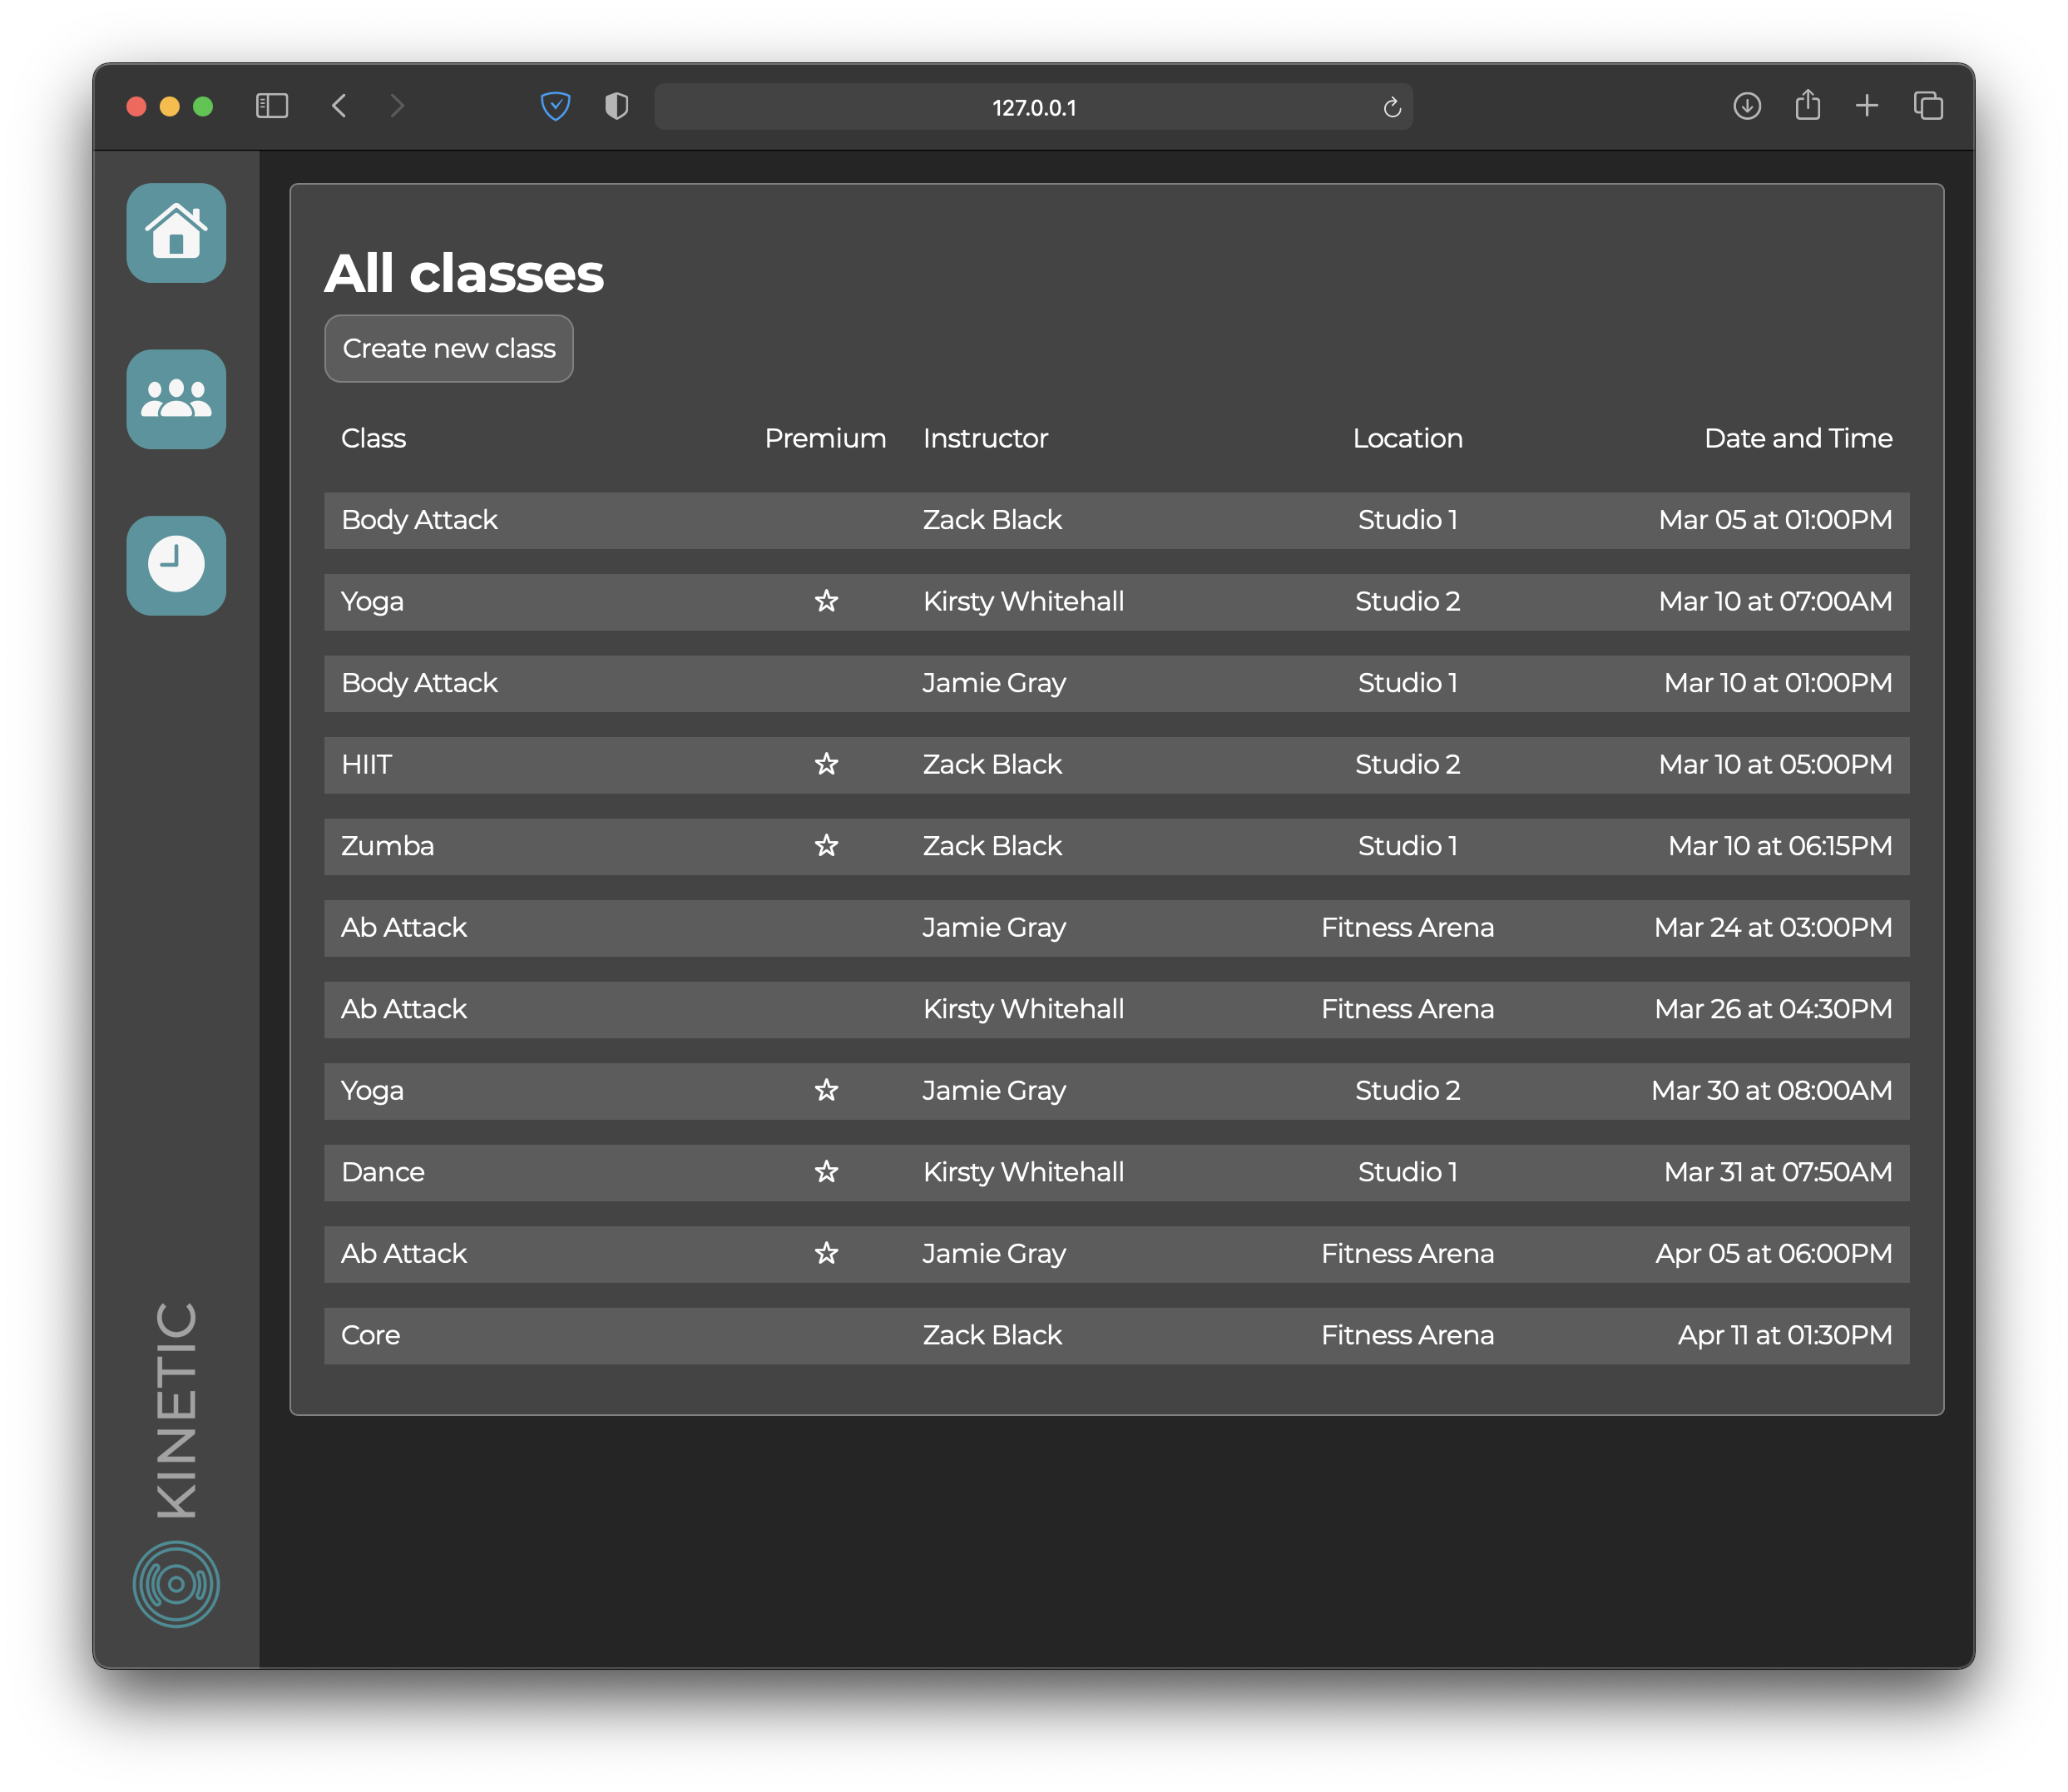 127.0.0.1
All classes
Create new class
Class Premium Instructor Location Date and Time
Body Attack Zack Black Studio 1 Mar 05 at 01:00PM
Yoga ☆ Kirsty Whitehall Studio 2 Mar 10 at 07:00AM
Body Attack Jamie Gray Studio 1 Mar 10 at 01:00PM
HIIT ☆ Zack Black Studio 2 Mar 10 at 05:00PM
Zumba ☆ Zack Black Studio 1 Mar 10 at 06:15PM
Ab Attack Jamie Gray Fitness Arena Mar 24 at 03:00PM
Ab Attack Kirsty Whitehall Fitness Arena Mar 26 at 04:30PM
Yoga ☆ Jamie Gray Studio 2 Mar 30 at 08:00AM
Dance ☆ Kirsty Whitehall Studio 1 Mar 31 at 07:50AM
Ab Attack ☆ Jamie Gray Fitness Arena Apr 05 at 06:00PM
Core Zack Black Fitness Arena Apr 11 at 01:30PM
KINETIC